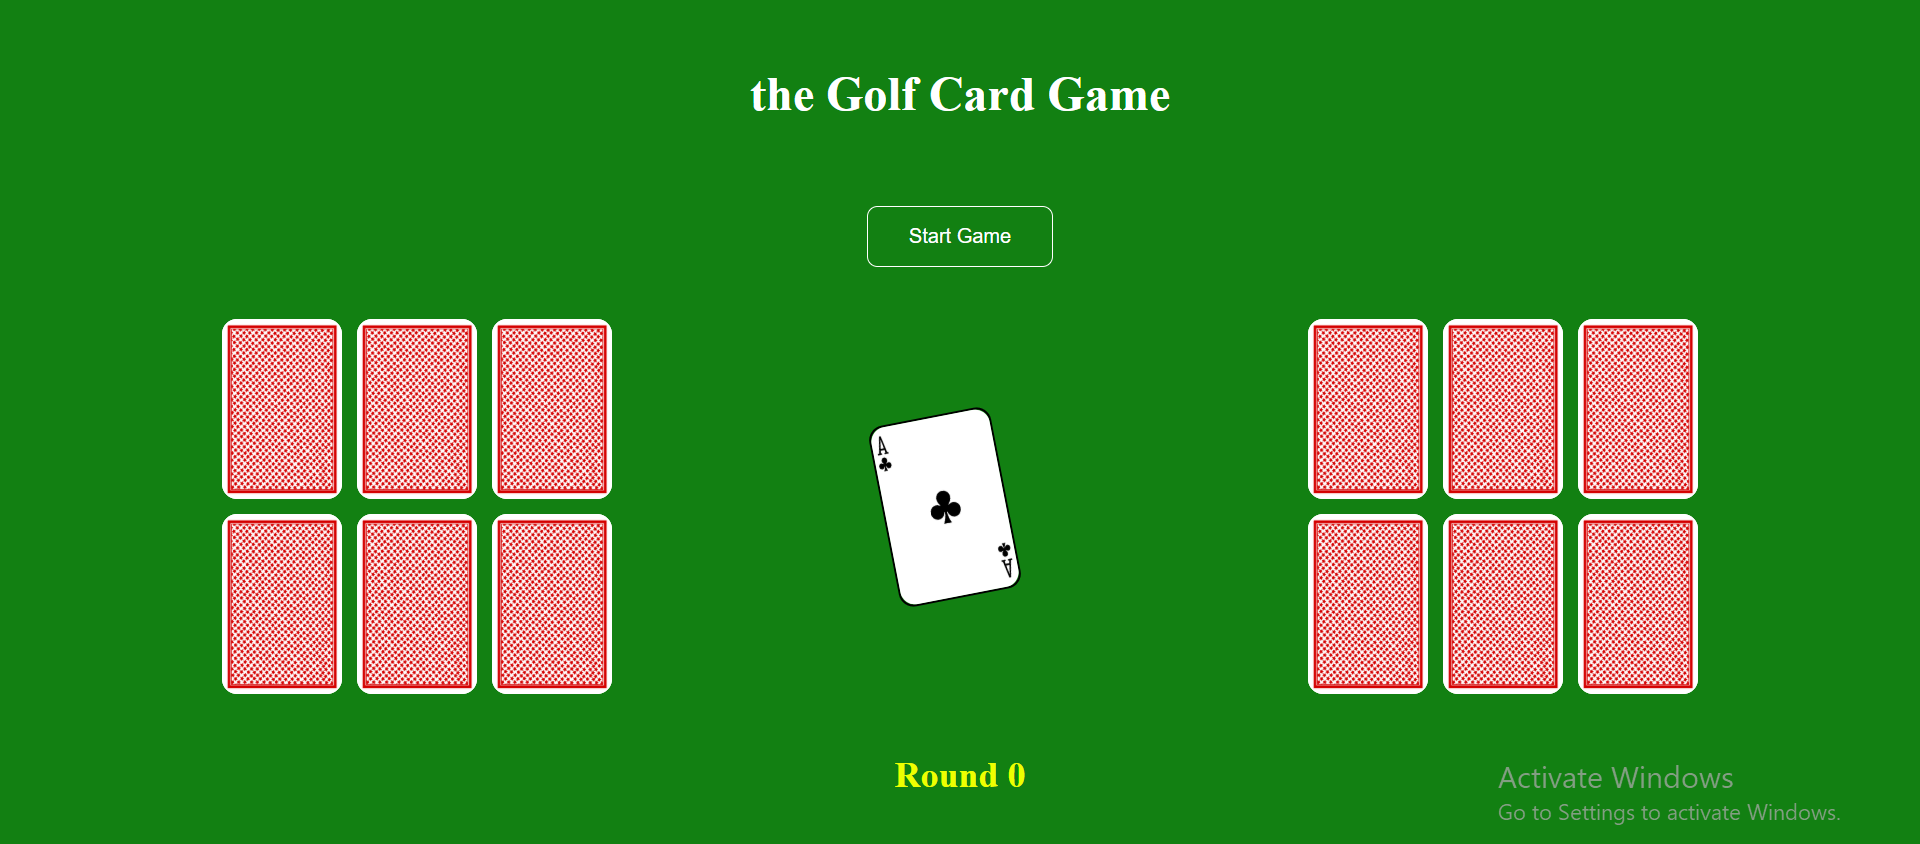 the Golf Card Game
Start Game
A
A
Round 0
Activate Windows
Go to Settings to activate Windows.